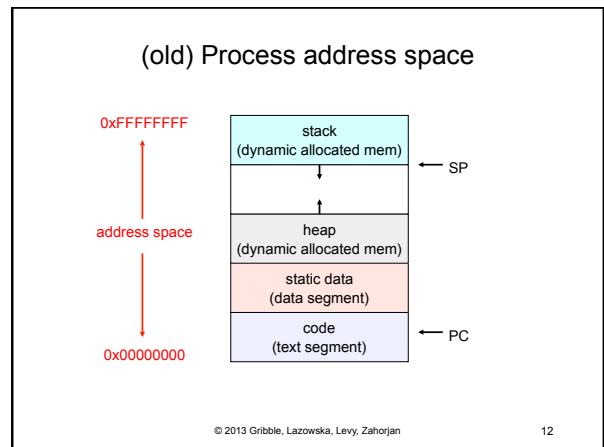 (old) Process address space
0xFFFFFFFF
stack
(dynamic allocated mem)
SP
address space
heap
(dynamic allocated mem)
static data
(data segment)
code
(text segment)
PC
0x00000000
© 2013 Gribble, Lazowska, Levy, Zahorjan
12